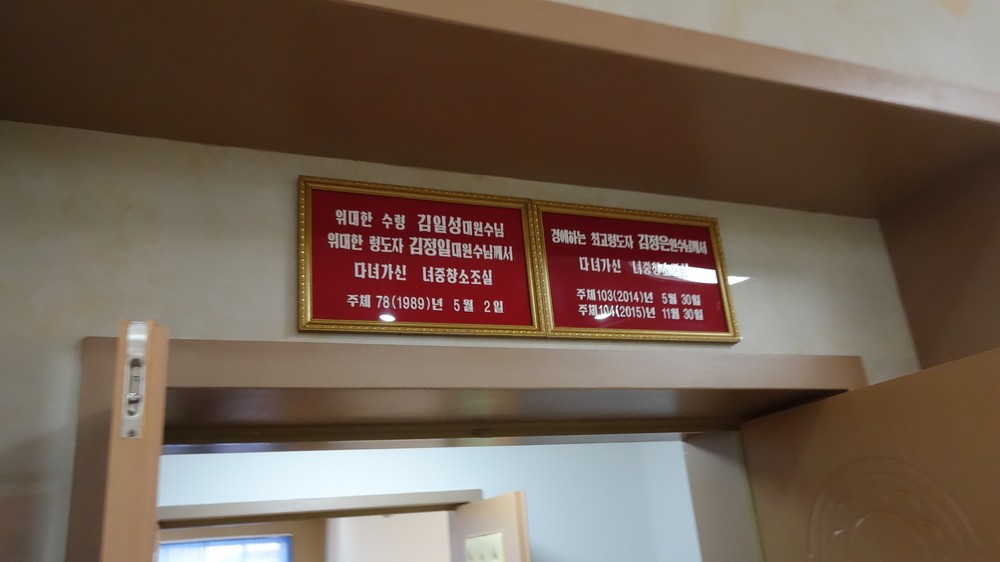 위대한 수령 김일성대원수님
위대한 령도자 김정일대원수님께서
다녀가신 녀중창소조실
주체 78(1989)년 5월 2일
경애하는 최고령도자 김정은원수님께서
다녀가신 녀중창소조실
주체103(2014)년 5월 30일
주체104(2015)년 11월 30일